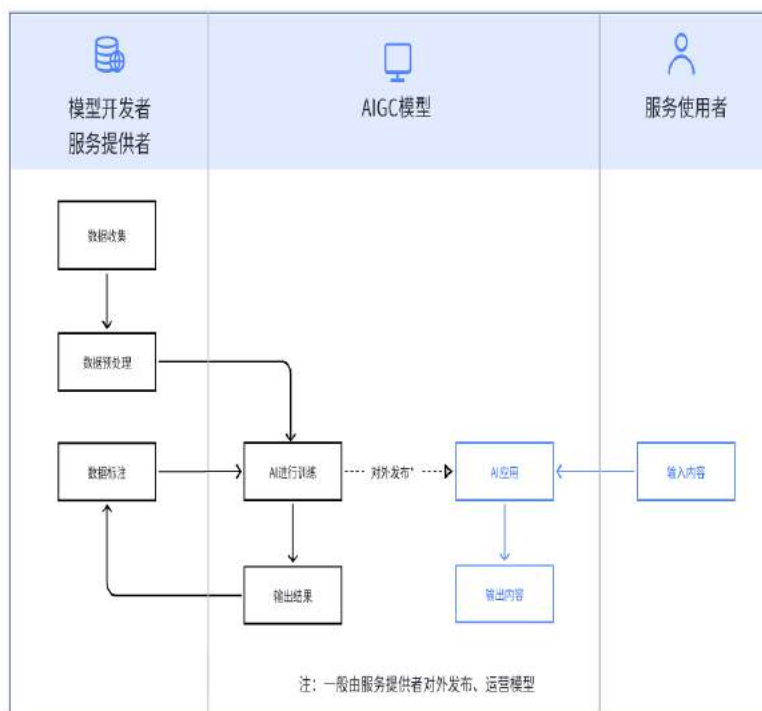 模型开发者
服务提供者
AIGC模型
服务使用者
数据收集
数据预处理
数据标注
AI进行训练
对外发布*
AI应用
输入内容
输出结果
输出内容
注：一般由服务提供者对外发布、运营模型